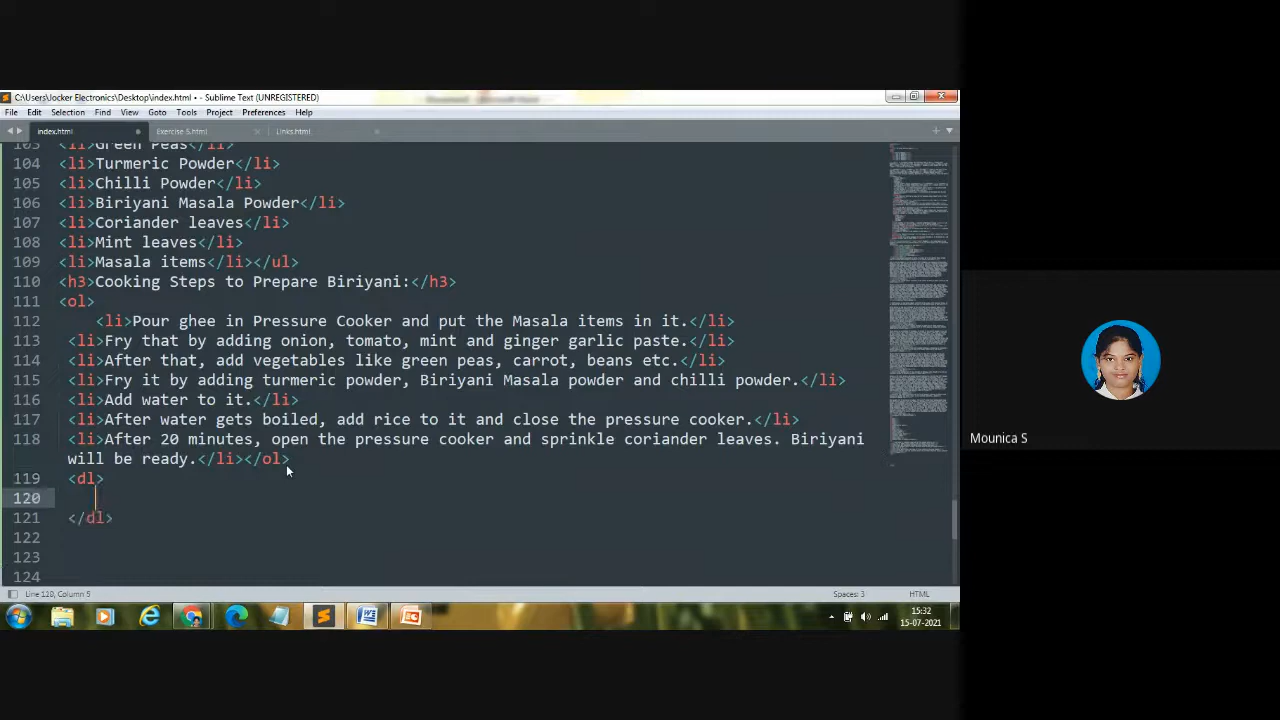 C:\Users\Jocker Electronics\Desktop\index.html • - Sublime Text (UNREGISTERED)
File Edit Selection Find View Goto Tools Project Preferences Help
index.html Exercise 5.html Links.html
103 <li>Green Peas</li>
104 <li>Turmeric Powder</li>
105 <li>Chilli Powder</li>
106 <li>Biriyani Masala Powder</li>
107 <li>Coriander leaves</li>
108 <li>Mint leaves</li>
109 <li>Masala items</li></ul>
110 <h3>Cooking Steps to Prepare Biriyani:</h3>
111 <ol>
112 <li>Pour ghee in Pressure Cooker and put the Masala items in it.</li>
113 <li>Fry that by adding onion, tomato, mint and ginger garlic paste.</li>
114 <li>After that, add vegetables like gren peas, carrot, beans etc.</li>
115 <li>Fry it by adding turmeric powder, Biriyani Masala powder and chilli powder.</li>
116 <li>Add water to it.</li>
117 <li>After water gets boiled, add rice to it and close the pressure cooker.</li>
118 <li>After 20 minutes, open the pressure cooker and sprinkle coriander leaves. Biriyani
will be ready.</li></ol>
119 <dl>
120
121 </dl>
122
123
124
Mounica S
Line 120, Column 5 Spaces: 3 HTML
15:32
15-07-2021